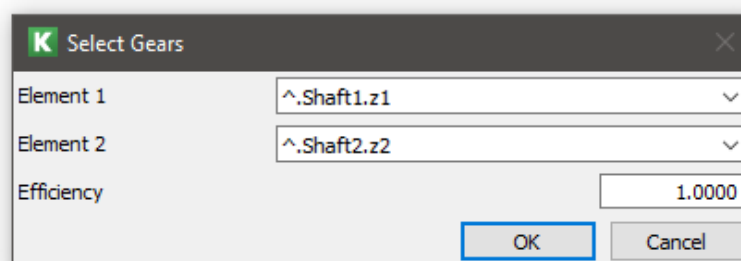 K Select Gears
Element 1 ^.Shaft1.z1
Element 2 ^.Shaft2.z2
Efficiency 1.0000
OK Cancel